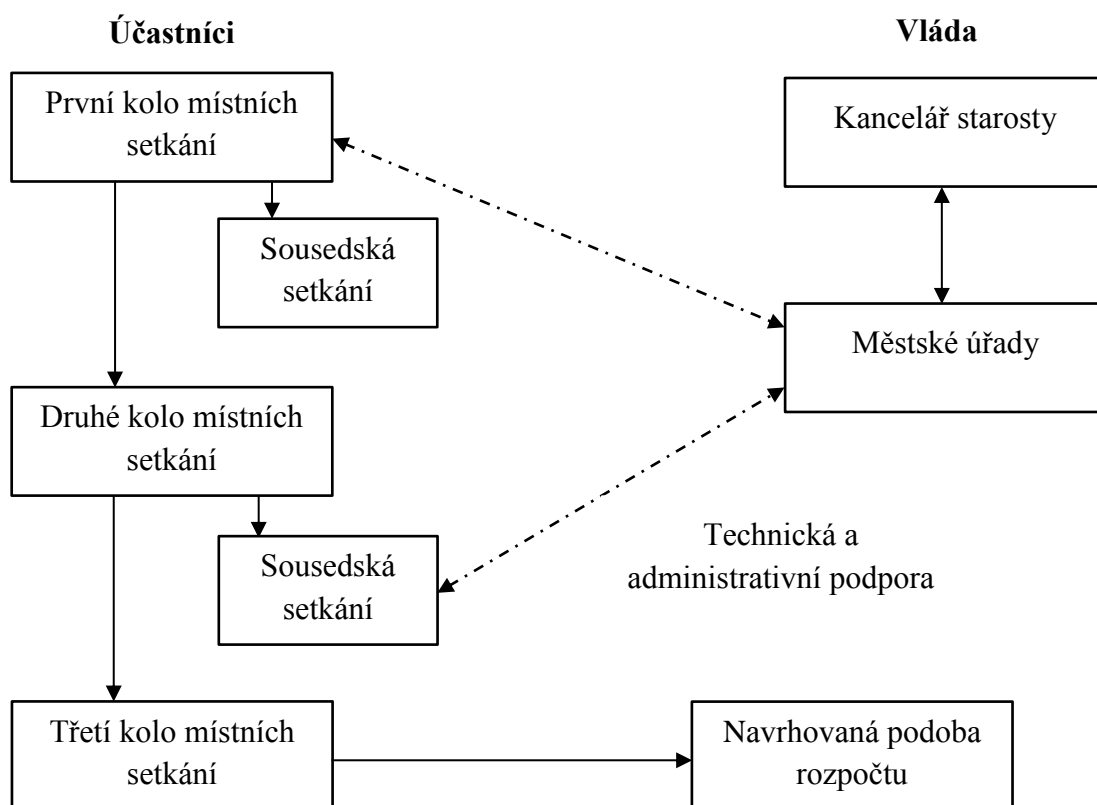 Účastníci
Vláda
První kolo místních
setkání
Kancelář starosty
Sousedská
setkání
Městské úřady
Druhé kolo místních
setkání
Technická a
administrativní podpora
Sousedská
setkání
Třetí kolo místních
setkání
Navrhovaná podoba
rozpočtu